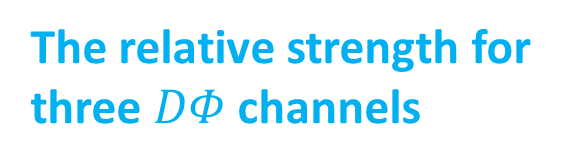 The relative strength for
three 𝐷𝛷 channels